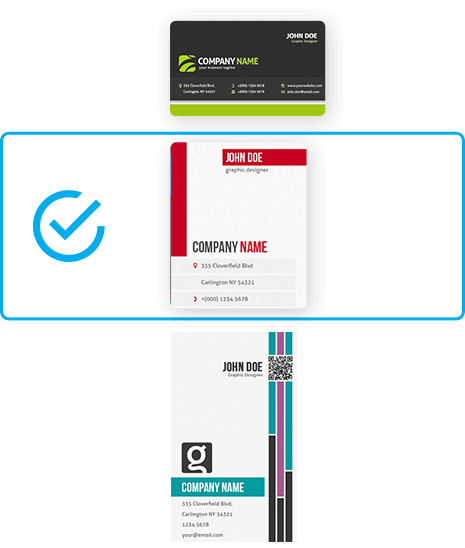 JOHN DOE
Graphic Designer
COMPANY NAME
your business tagline
335 Cloverfield Blvd,
Carlington NY 54321
+(000) 1234 5678
+(000) 1234 5678
www.yourwebsite.com
john.doe@email.com
JOHN DOE
graphic designer
COMPANY NAME
335 Cloverfield Blvd
Carlington NY 54321
+(000) 1234 5678
JOHN DOE
Graphic Designer
g
COMPANY NAME
335 Cloverfield Blvd,
Carlington NY 54321
1234 5678
your@email.com